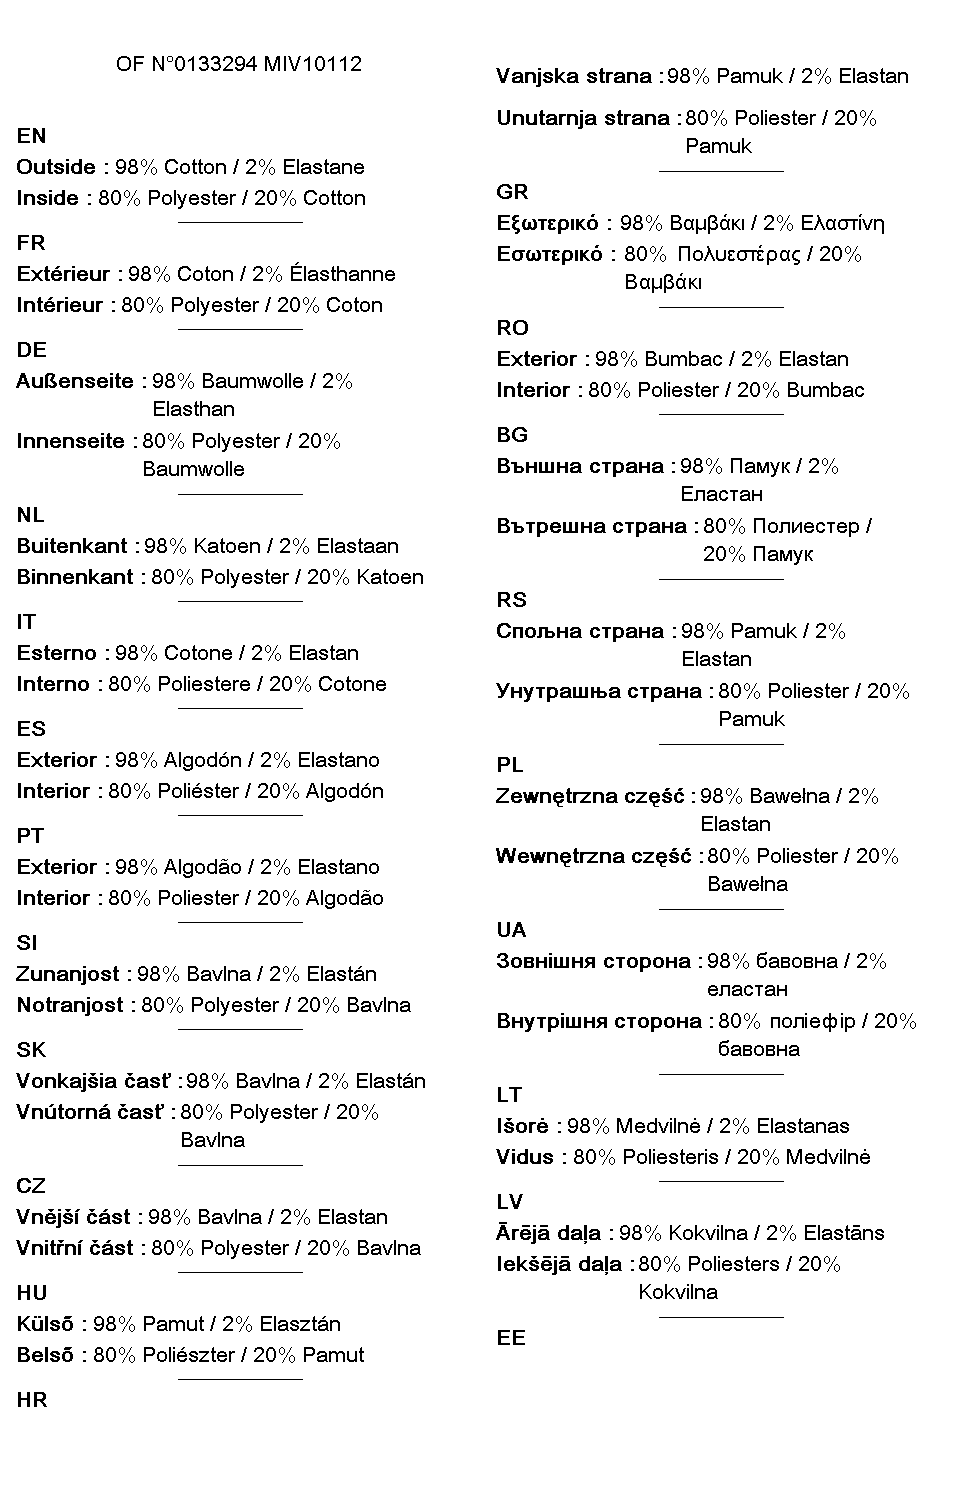 OF N°0133294 MIV10112
EN
Outside : 98% Cotton / 2% Elastane
Inside : 80% Polyester / 20% Cotton
FR
Extérieur : 98% Coton / 2% Élasthanne
Intérieur : 80% Polyester / 20% Coton
DE
Außenseite : 98% Baumwolle / 2%
Elasthan
Innenseite : 80% Polyester / 20%
Baumwolle
NL
Buitenkant : 98% Katoen / 2% Elastaan
Binnenkant : 80% Polyester / 20% Katoen
IT
Esterno : 98% Cotone / 2% Elastan
Interno : 80% Poliestere / 20% Cotone
ES
Exterior : 98% Algodón / 2% Elastano
Interior : 80% Poliéster / 20% Algodón
PT
Exterior : 98% Algodão / 2% Elastano
Interior : 80% Poliester / 20% Algodão
SI
Zunanjost : 98% Bavlna / 2% Elastán
Notranjost : 80% Polyester / 20% Bavlna
SK
Vonkajšia časť : 98% Bavlna / 2% Elastán
Vnútorná časť : 80% Polyester / 20%
Bavlna
CZ
Vnější část : 98% Bavlna / 2% Elastan
Vnitřní část : 80% Polyester / 20% Bavlna
HU
Külsõ : 98% Pamut / 2% Elasztán
Belsõ : 80% Poliészter / 20% Pamut
HR
Vanjska strana : 98% Pamuk / 2% Elastan
Unutarnja strana : 80% Poliester / 20%
Pamuk
GR
Εξωτερικό : 98% Βαμβάκι / 2% Ελαστίνη
Εσωτερικό : 80% Πολυεστέρας / 20%
Βαμβάκι
RO
Exterior : 98% Bumbac / 2% Elastan
Interior : 80% Poliester / 20% Bumbac
BG
Външна страна : 98% Памук / 2%
Еластан
Вътрешна страна : 80% Полиестер /
20% Памук
RS
Спољна страна : 98% Pamuk / 2%
Elastan
Унутрашња страна : 80% Poliester / 20%
Pamuk
PL
Zewnętrzna część : 98% Bawełna / 2%
Elastan
Wewnętrzna część : 80% Poliester / 20%
Bawełna
UA
Зовнішня сторона : 98% бавовна / 2%
еластан
Внутрішня сторона : 80% поліефір / 20%
бавовна
LT
Išorė : 98% Medvilnė / 2% Elastanas
Vidus : 80% Poliesteris / 20% Medvilnė
LV
Ārējā daļa : 98% Kokvilna / 2% Elastāns
Iekšējā daļa : 80% Poliesters / 20%
Kokvilna
EE